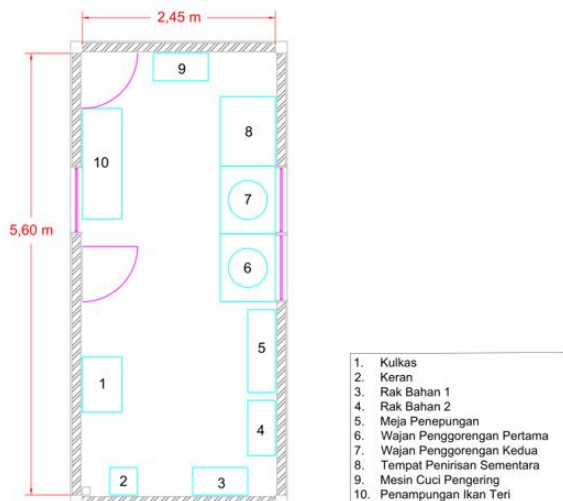 2,45 m
9
8
10
7
5,60 m
6
5
1
4
2
3
1. Kulkas
2. Keran
3. Rak Bahan 1
4. Rak Bahan 2
5. Meja Penepungan
6. Wajan Penggorengan Pertama
7. Wajan Penggorengan Kedua
8. Tempat Penirisan Sementara
9. Mesin Cuci Pengering
10. Penampungan Ikan Teri